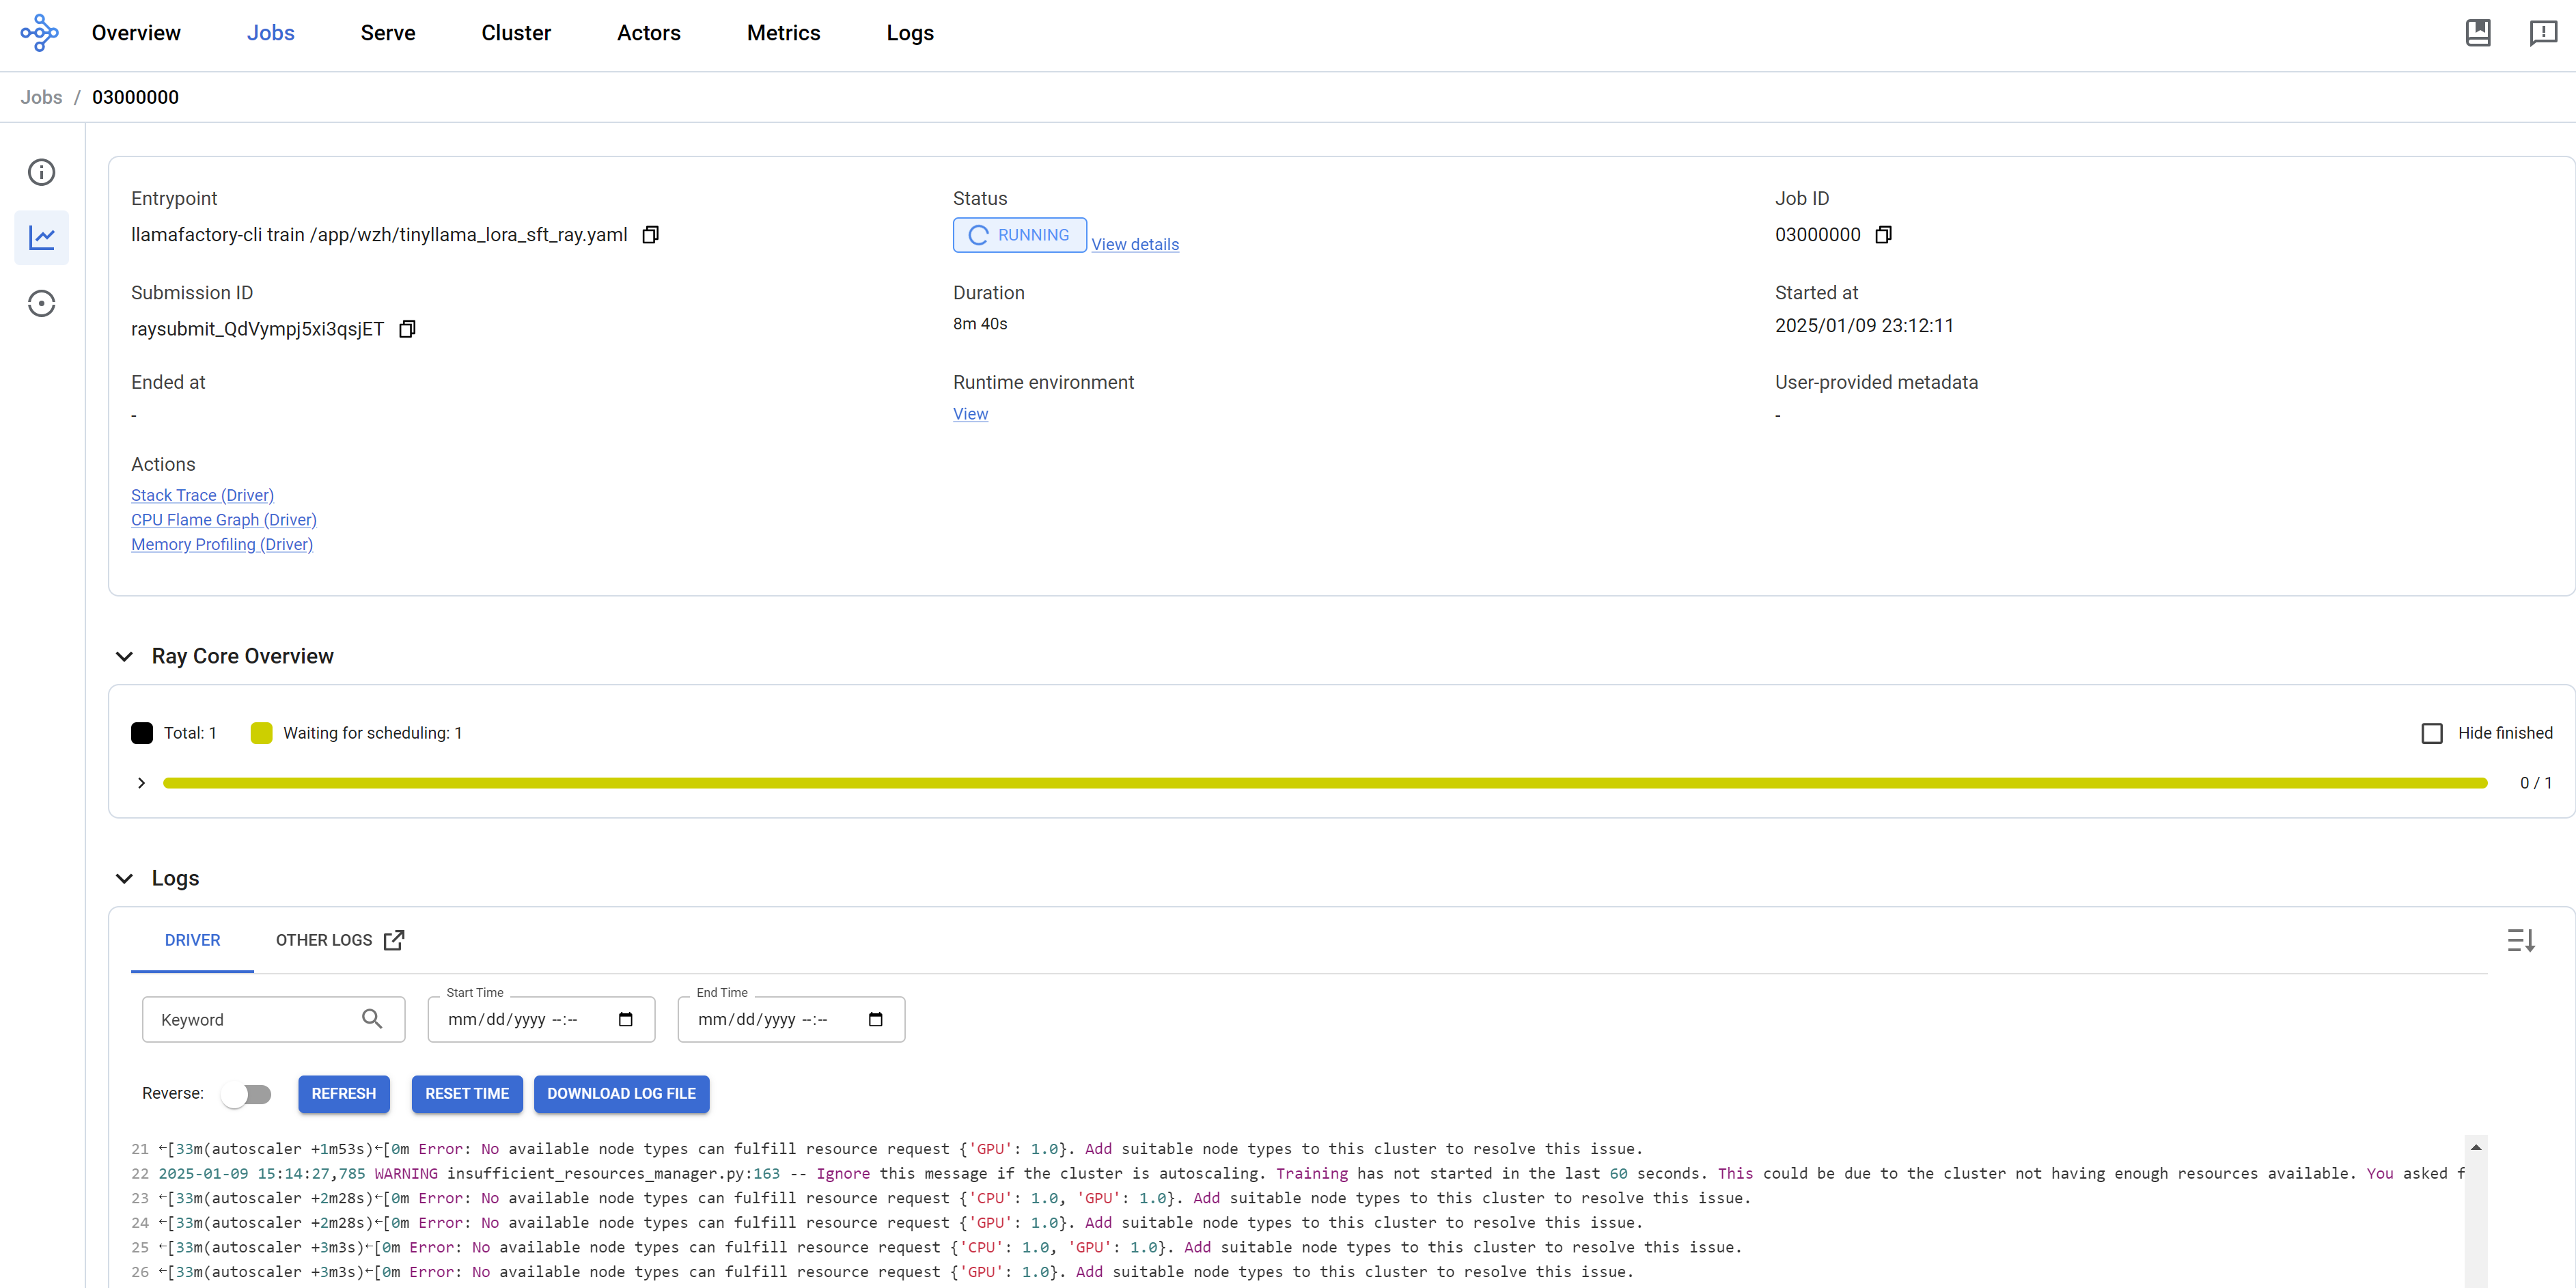 Overview Jobs Serve Cluster Actors Metrics Logs
Jobs / 03000000
Entrypoint
llamafactory-cli train /app/wzh/tinyllama_lora_sft_ray.yaml
Status
RUNNING View details
Job ID
03000000
Submission ID
raysubmit_QdVympj5xi3qsjET
Duration
8m 40s
Started at
2025/01/09 23:12:11
Ended at
-
Runtime environment
View
User-provided metadata
-
Actions
Stack Trace (Driver)
CPU Flame Graph (Driver)
Memory Profiling (Driver)
Ray Core Overview
Total: 1 Waiting for scheduling: 1 Hide finished
0 / 1
Logs
DRIVER OTHER LOGS
Start Time End Time
Keyword mm/dd/yyyy --:-- mm/dd/yyyy --:--
Reverse: REFRESH RESET TIME DOWNLOAD LOG FILE
21 ←[33m(autoscaler +1m53s)←[0m Error: No available node types can fulfill resource request {'GPU': 1.0}. Add suitable node types to this cluster to resolve this issue.
22 2025-01-09 15:14:27,785 WARNING insufficient_resources_manager.py:163 -- Ignore this message if the cluster is autoscaling. Training has not started in the last 60 seconds. This could be due to the cluster not having enough resources available. You asked f
23 ←[33m(autoscaler +2m28s)←[0m Error: No available node types can fulfill resource request {'CPU': 1.0, 'GPU': 1.0}. Add suitable node types to this cluster to resolve this issue.
24 ←[33m(autoscaler +2m28s)←[0m Error: No available node types can fulfill resource request {'GPU': 1.0}. Add suitable node types to this cluster to resolve this issue.
25 ←[33m(autoscaler +3m3s)←[0m Error: No available node types can fulfill resource request {'CPU': 1.0, 'GPU': 1.0}. Add suitable node types to this cluster to resolve this issue.
26 ←[33m(autoscaler +3m3s)←[0m Error: No available node types can fulfill resource request {'GPU': 1.0}. Add suitable node types to this cluster to resolve this issue.